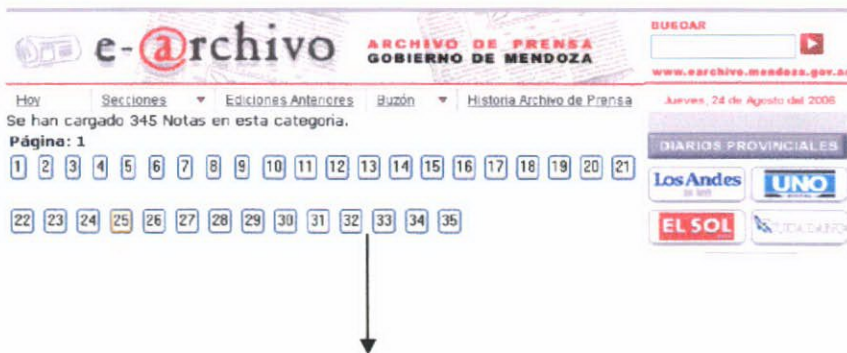 e-@rchivo
ARCHIVO DE PRENSA
GOBIERNO DE MENDOZA
BUSCAR
www.earchivo.mendoza.gov.ar
Hoy Secciones Ediciones Anteriores Buzón Historia Archivo de Prensa
Jueves, 24 de Agosto del 2006
Se han cargado 345 Notas en esta categoria.
Página: 1
1 2 3 4 5 6 7 8 9 10 11 12 13 14 15 16 17 18 19 20 21
22 23 24 25 26 27 28 29 30 31 32 33 34 35
DIARIOS PROVINCIALES
Los Andes
UNO
EL SOL